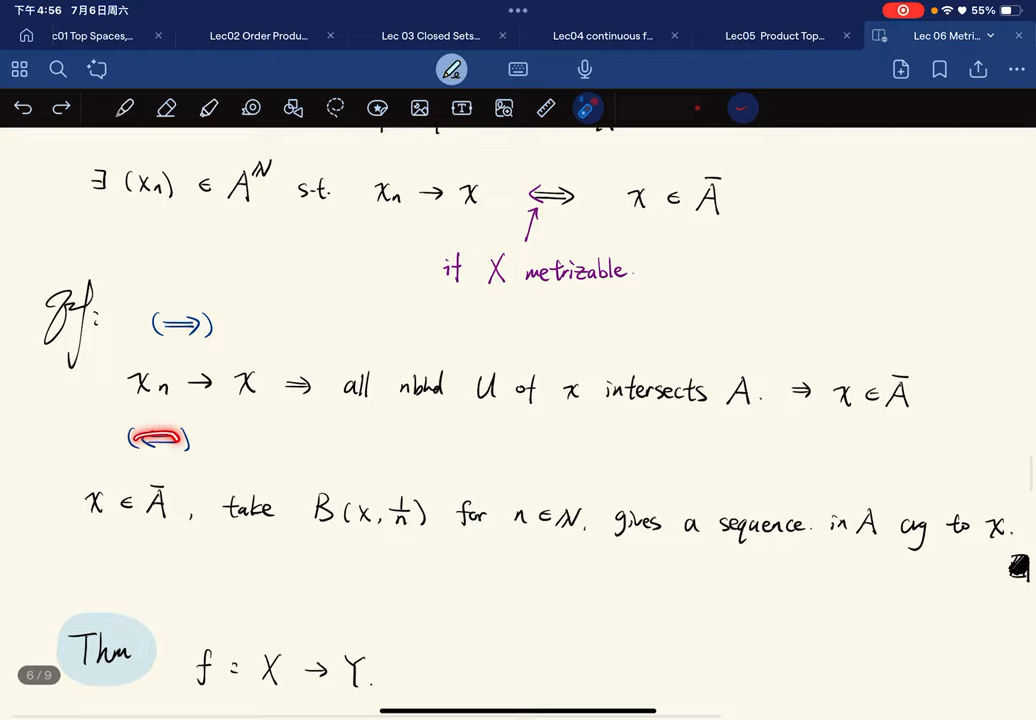 下午4:56 7月6日周六
55%
c01 Top Spaces,...
Lec02 Order Produ...
Lec 03 Closed Sets...
Lec04 continuous f...
Lec05 Product Top...
Lec 06 Metri...
∃ (xn) ∈ A^ℕ s.t. xn → x ⟺ x ∈ Ā
if X metrizable.
pf:
(⟹)
xn → x ⇒ all nbhd U of x intersects A. ⇒ x ∈ Ā
(⟸)
x ∈ Ā, take B(x, 1/n) for n ∈ ℕ, gives a sequence. in A cvg to x.
Thm
f : X → Y.
6 / 9